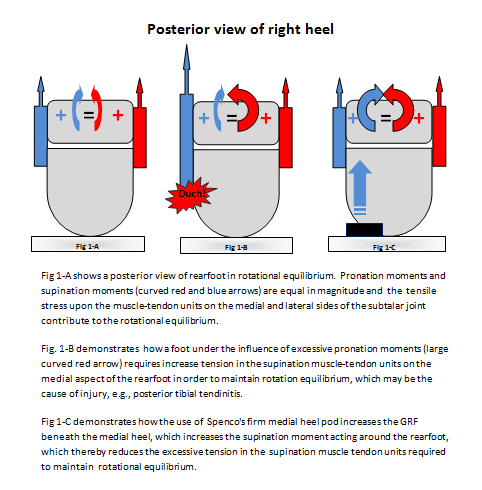 Posterior view of right heel
+ = +
+ = +
+ = +
Ouch!
Fig 1-A
Fig 1-B
Fig 1-C
Fig 1-A shows a posterior view of rearfoot in rotational equilibrium. Pronation moments and
supination moments (curved red and blue arrows) are equal in magnitude and the tensile
stress upon the muscle-tendon units on the medial and lateral sides of the subtalar joint
contribute to the rotational equilibrium.
Fig. 1-B demonstrates how a foot under the influence of excessive pronation moments (large
curved red arrow) requires increase tension in the supination muscle-tendon units on the
medial aspect of the rearfoot in order to maintain rotation equilibrium, which may be the
cause of injury, e.g., posterior tibial tendinitis.
Fig 1-C demonstrates how the use of Spenco's firm medial heel pod increases the GRF
beneath the medial heel, which increases the supination moment acting around the rearfoot,
which thereby reduces the excessive tension in the supination muscle tendon units required
to maintain rotational equilibrium.